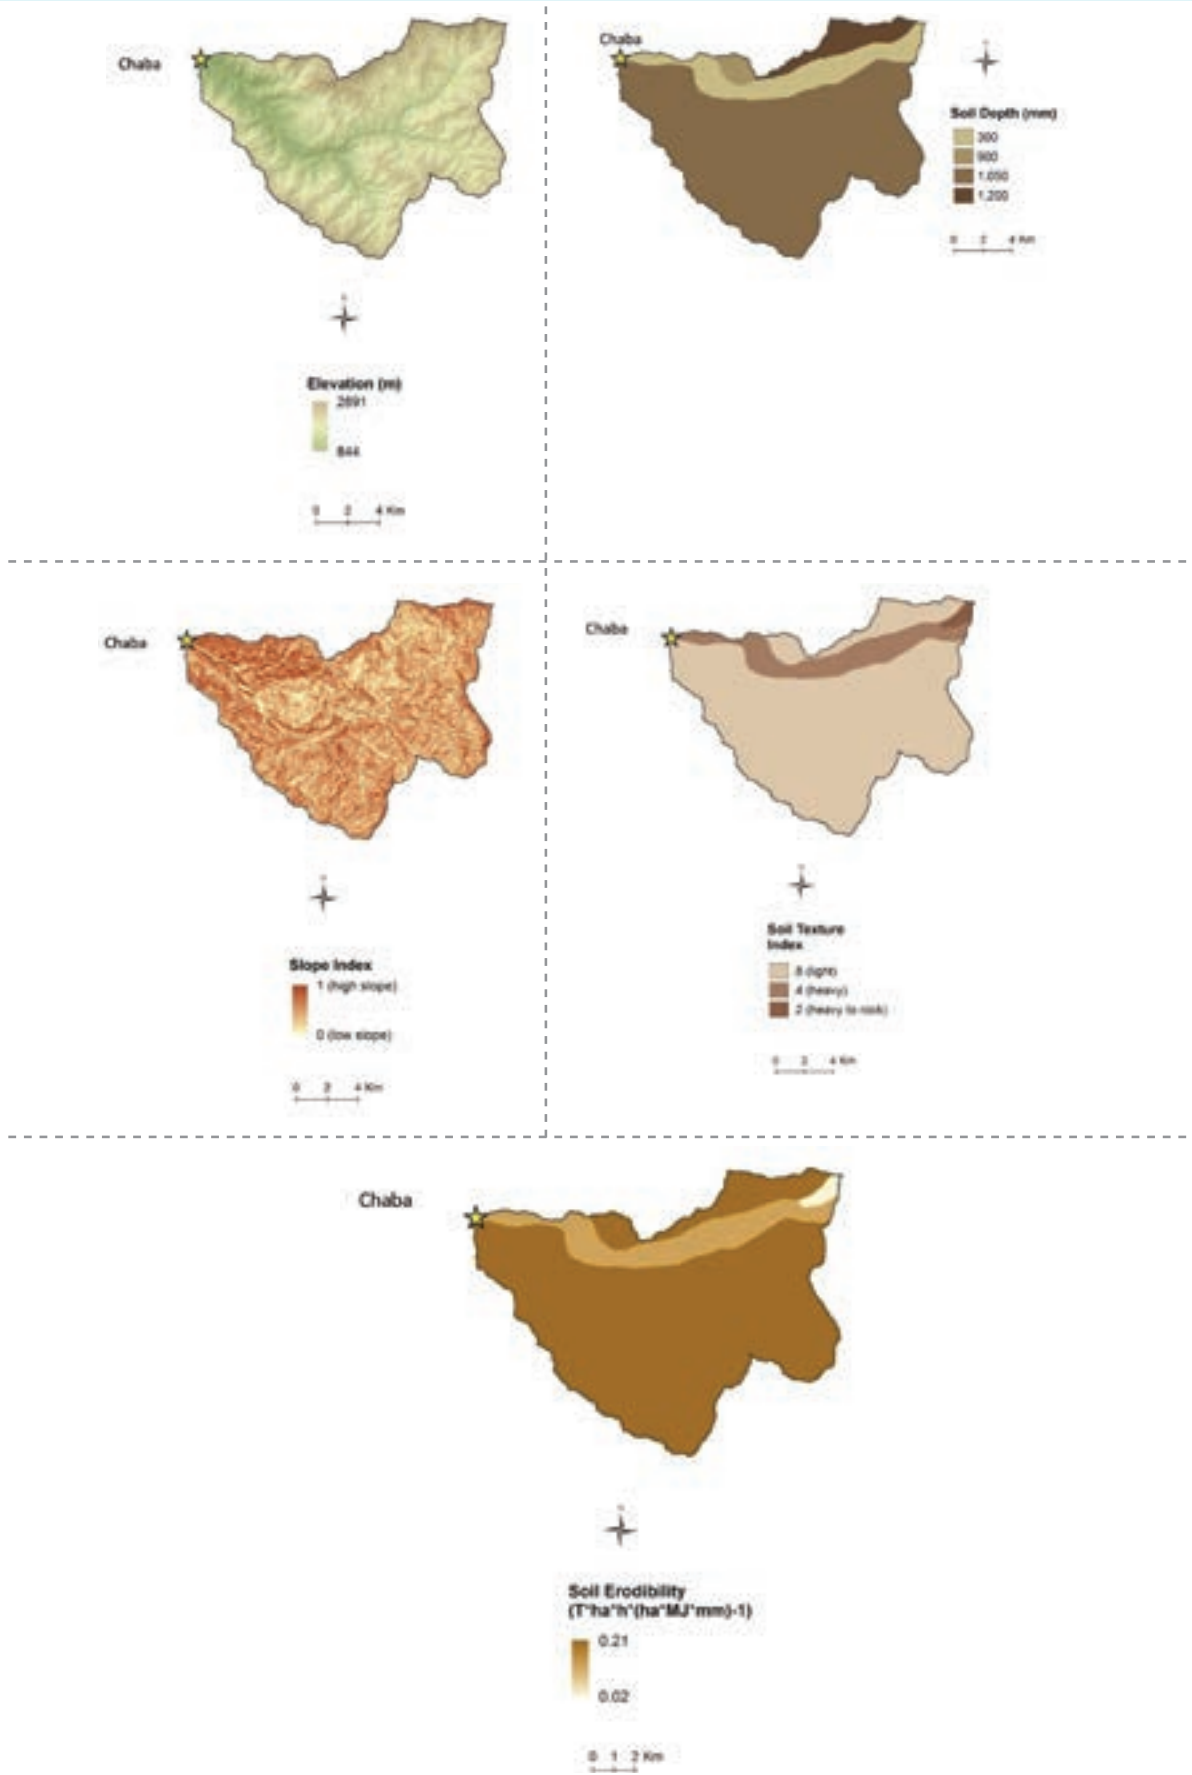 Chaba
Elevation (m)
2691
844
0 2 4 Km
Chaba
Soil Depth (mm)
300
900
1,050
1,200
0 2 4 Km
Chaba
Slope Index
1 (high slope)
0 (low slope)
0 2 4 Km
Chaba
Soil Texture
Index
8 (light)
4 (heavy)
2 (heavy to rock)
0 2 4 Km
Chaba
Soil Erodibility
(T*ha*h*(ha*MJ*mm)-1)
0.21
0.02
0 1 2 Km